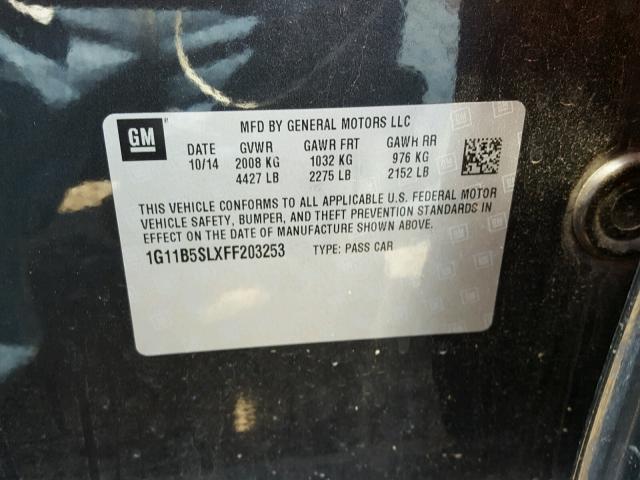 GM
MFD BY GENERAL MOTORS LLC
DATE GVWR GAWR FRT GAWR RR
10/14 2008 KG 1032 KG 976 KG
4427 LB 2275 LB 2152 LB
THIS VEHICLE CONFORMS TO ALL APPLICABLE U.S. FEDERAL MOTOR
VEHICLE SAFETY, BUMPER, AND THEFT PREVENTION STANDARDS IN
EFFECT ON THE DATE OF MANUFACTURE SHOWN ABOVE.
1G11B5SLXFF203253 TYPE: PASS CAR